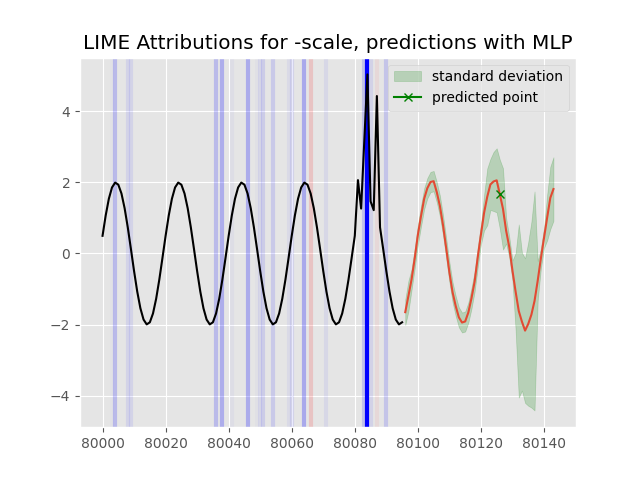 LIME Attributions for -scale, predictions with MLP
standard deviation
predicted point
4
2
0
−2
−4
80000 80020 80040 80060 80080 80100 80120 80140